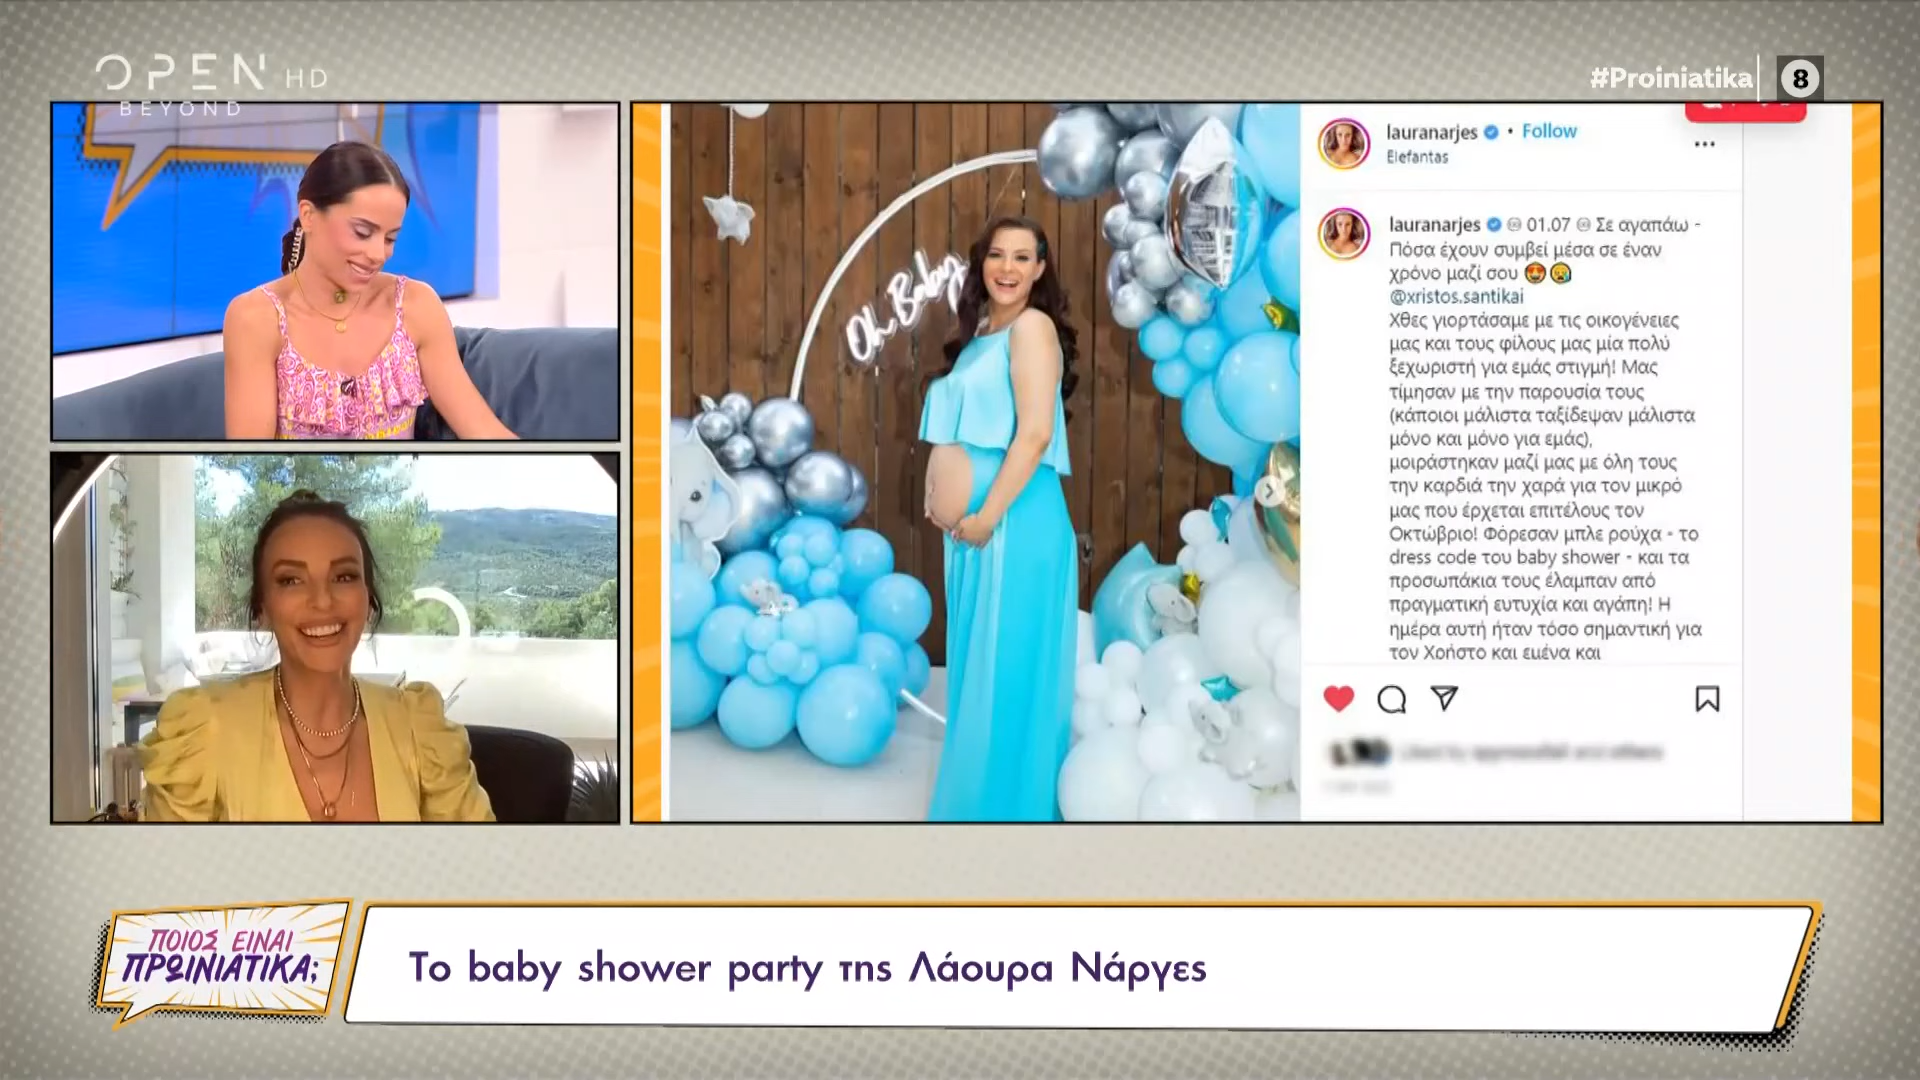 OPEN HD
BEYOND
#Proiniatika
8
Oh Baby
lauranarjes • Follow
Elefantas
lauranarjes 01.07 Σε αγαπάω -
Πόσα έχουν συμβεί μέσα σε έναν
χρόνο μαζί σου 😍😢
@xristos.santikai
Χθες γιορτάσαμε με τις οικογένειες
μας και τους φίλους μας μία πολύ
ξεχωριστή για εμάς στιγμή! Μας
τίμησαν με την παρουσία τους
(κάποιοι μάλιστα ταξίδεψαν μάλιστα
μόνο και μόνο για εμάς),
μοιράστηκαν μαζί μας με όλη τους
την καρδιά την χαρά για τον μικρό
μας που έρχεται επιτέλους τον
Οκτώβριο! Φόρεσαν μπλε ρούχα - το
dress code του baby shower - και τα
προσωπάκια τους έλαμπαν από
πραγματική ευτυχία και αγάπη! Η
ημέρα αυτή ήταν τόσο σημαντική για
τον Χρήστο και εμένα και
ΠΟΙΟΣ ΕΙΝΑΙ
ΠΡΩΙΝΙΑΤΙΚΑ;
Το baby shower party της Λάουρα Νάργες